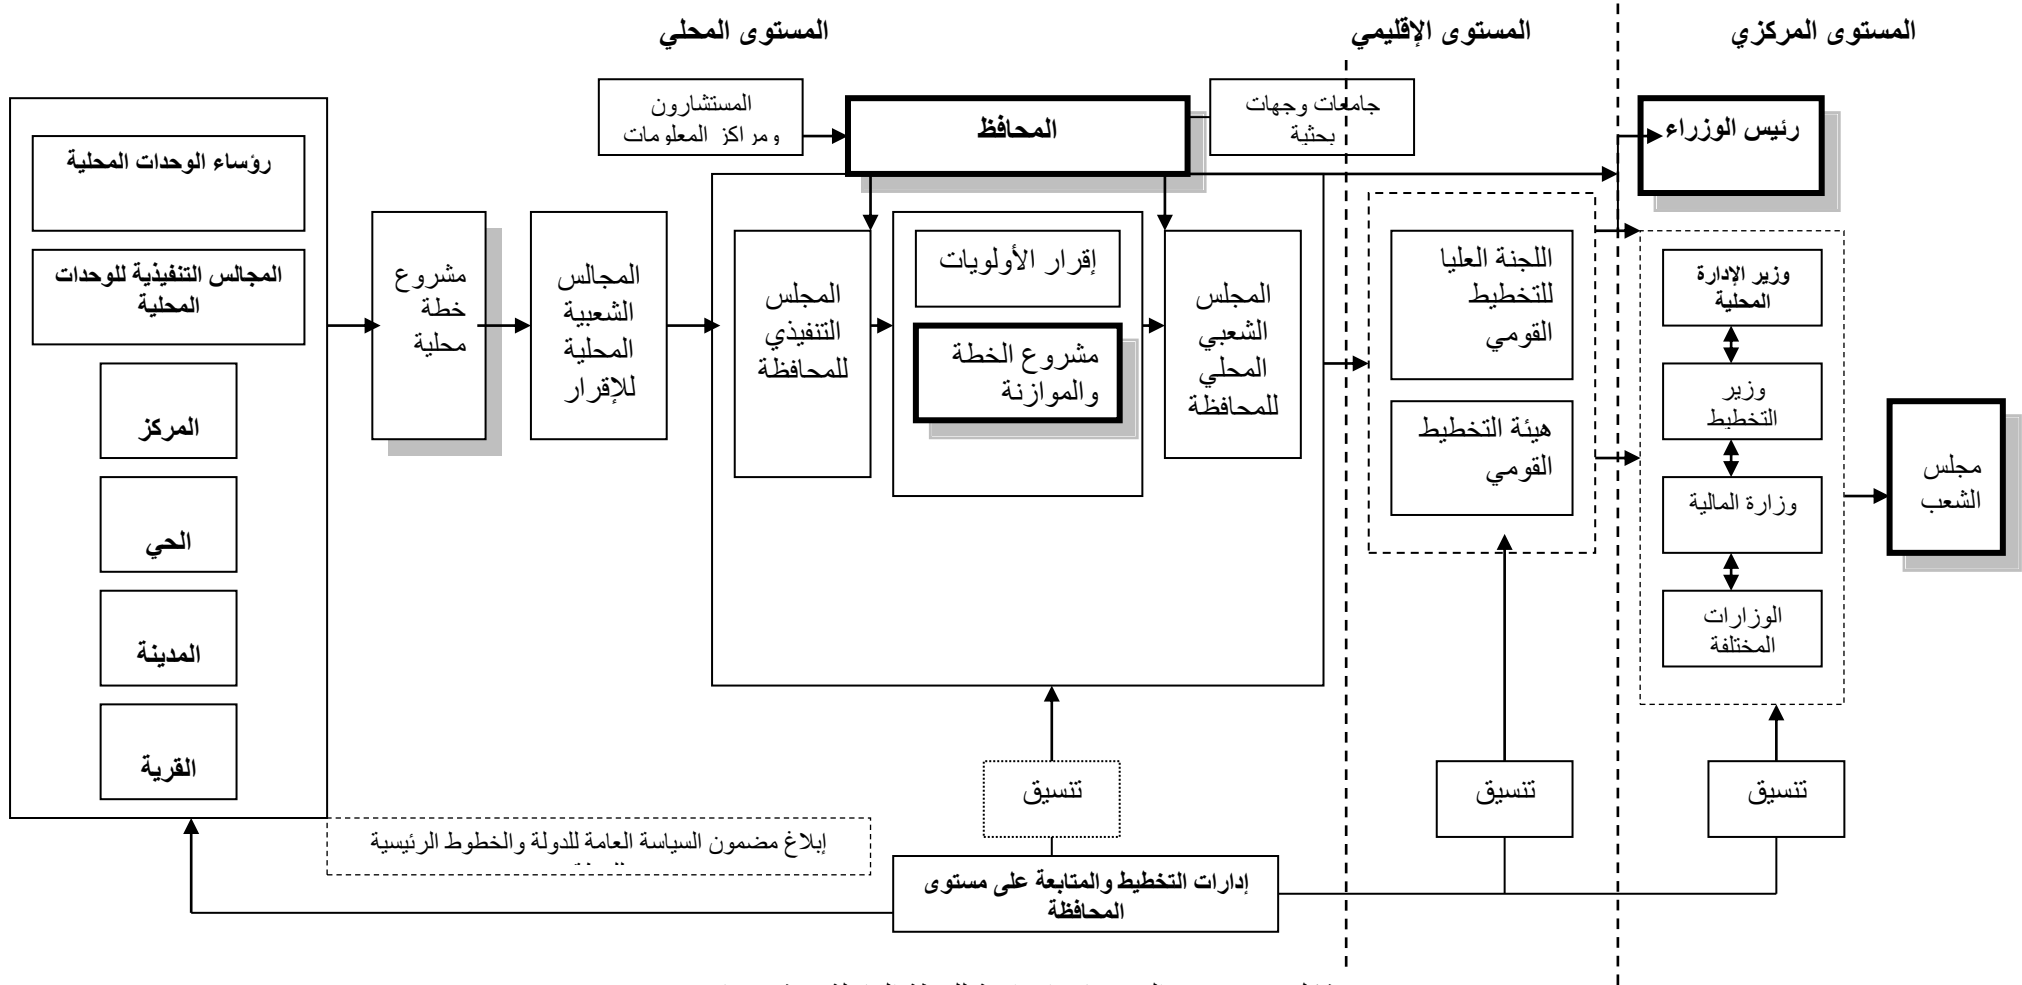 المستوى المركزي
المستوى الإقليمي
المستوى المحلي
رئيس الوزراء
جامعات وجهات
بحثية
المحافظ
المستشارون
ومراكز المعلومات
رؤساء الوحدات المحلية
المجالس التنفيذية للوحدات
المحلية
المركز
الحي
المدينة
القرية
مشروع
خطة
محلية
المجالس
الشعبية
المحلية
للإقرار
المجلس
التنفيذي
للمحافظة
إقرار الأولويات
مشروع الخطة
والموازنة
المجلس
الشعبي
المحلي
للمحافظة
اللجنة العليا
للتخطيط
القومي
هيئة التخطيط
القومي
وزير الإدارة
المحلية
وزير
التخطيط
وزارة المالية
الوزارات
المختلفة
مجلس
الشعب
تنسيق
تنسيق
تنسيق
إبلاغ مضمون السياسة العامة للدولة والخطوط الرئيسية
إدارات التخطيط والمتابعة على مستوى
المحافظة